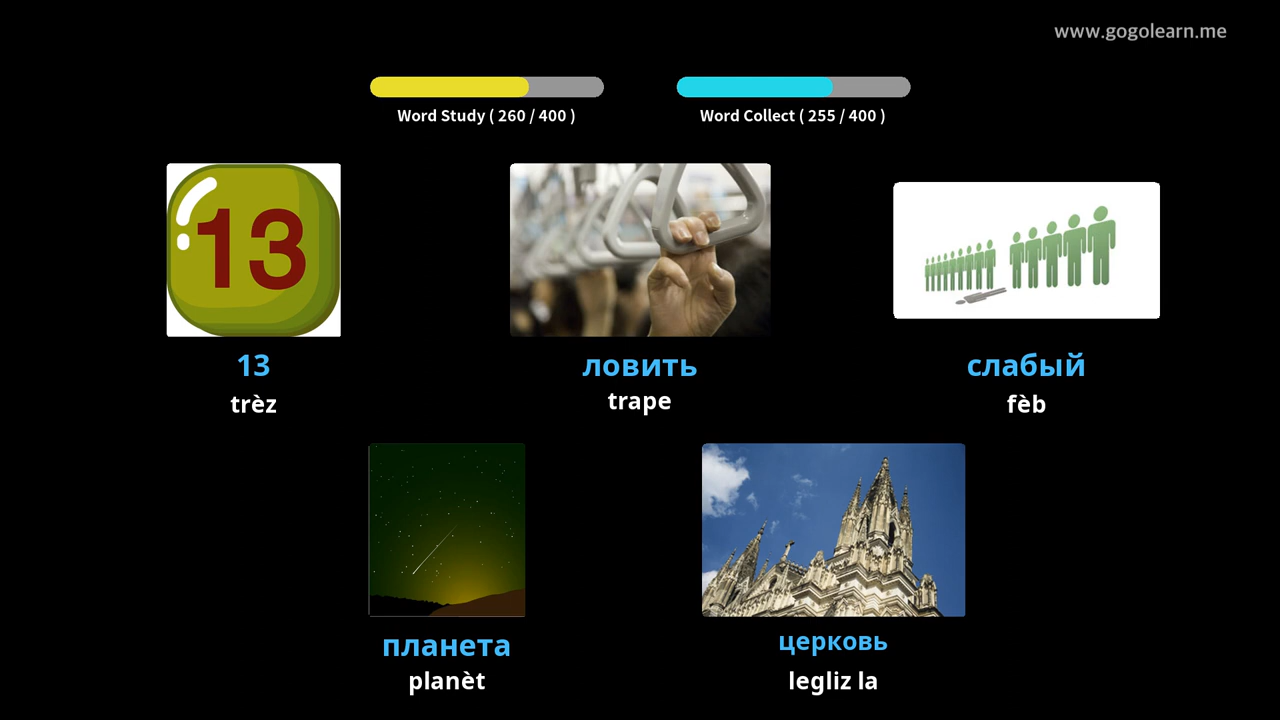 www.gogolearn.me
Word Study ( 260 / 400 )
Word Collect ( 255 / 400 )
13
13
trèz
ловить
trape
слабый
fèb
планета
planèt
церковь
legliz la